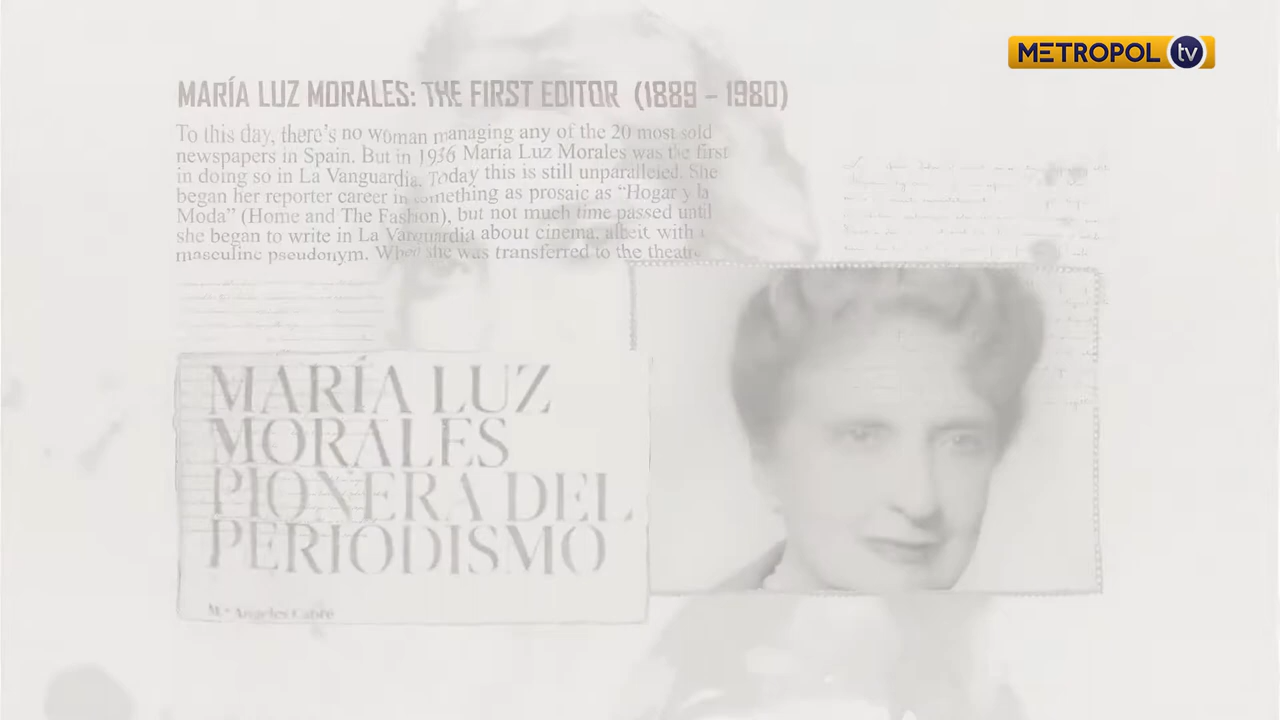 METROPOL tv
MARÍA LUZ MORALES: THE FIRST EDITOR (1889 – 1980)
To this day, there's no woman managing any of the 20 most sold
newspapers in Spain. But in 1936 María Luz Morales was the first
in doing so in La Vanguardia. Today this is still unparalleled. She
began her reporter career in something as prosaic as “Hogar y la
Moda” (Home and The Fashion), but not much time passed until
she began to write in La Vanguardia about cinema, albeit with a
masculine pseudonym. When she was transferred to the theatre
MARÍA LUZ
MORALES
PIONERA DEL
PERIODISMO
Mª Ángeles Cabré